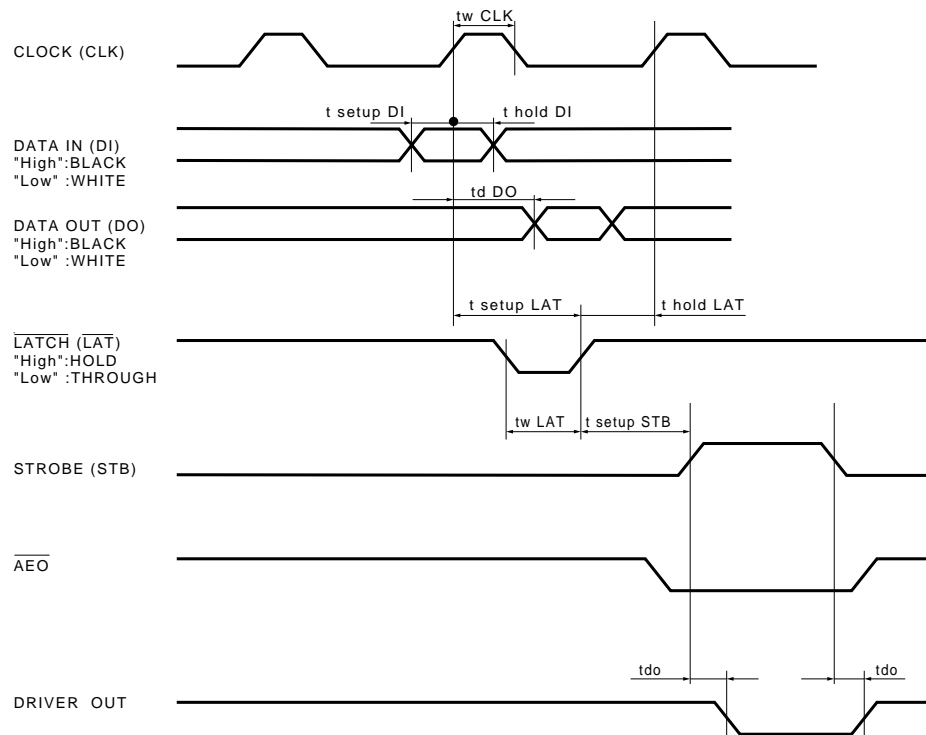 tw CLK
CLOCK (CLK)
t setup DI
t hold DI
DATA IN (DI)
"High":BLACK
"Low" :WHITE
td DO
DATA OUT (DO)
"High":BLACK
"Low" :WHITE
t setup LAT
t hold LAT
LATCH (LAT)
"High":HOLD
"Low" :THROUGH
tw LAT
t setup STB
STROBE (STB)
AEO
tdo
tdo
DRIVER OUT